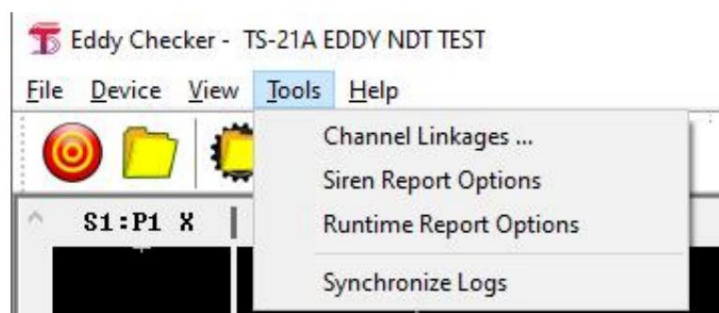 Eddy Checker - TS-21A EDDY NDT TEST
File Device View Tools Help
Channel Linkages ...
Siren Report Options
S1:P1 X
Runtime Report Options
Synchronize Logs